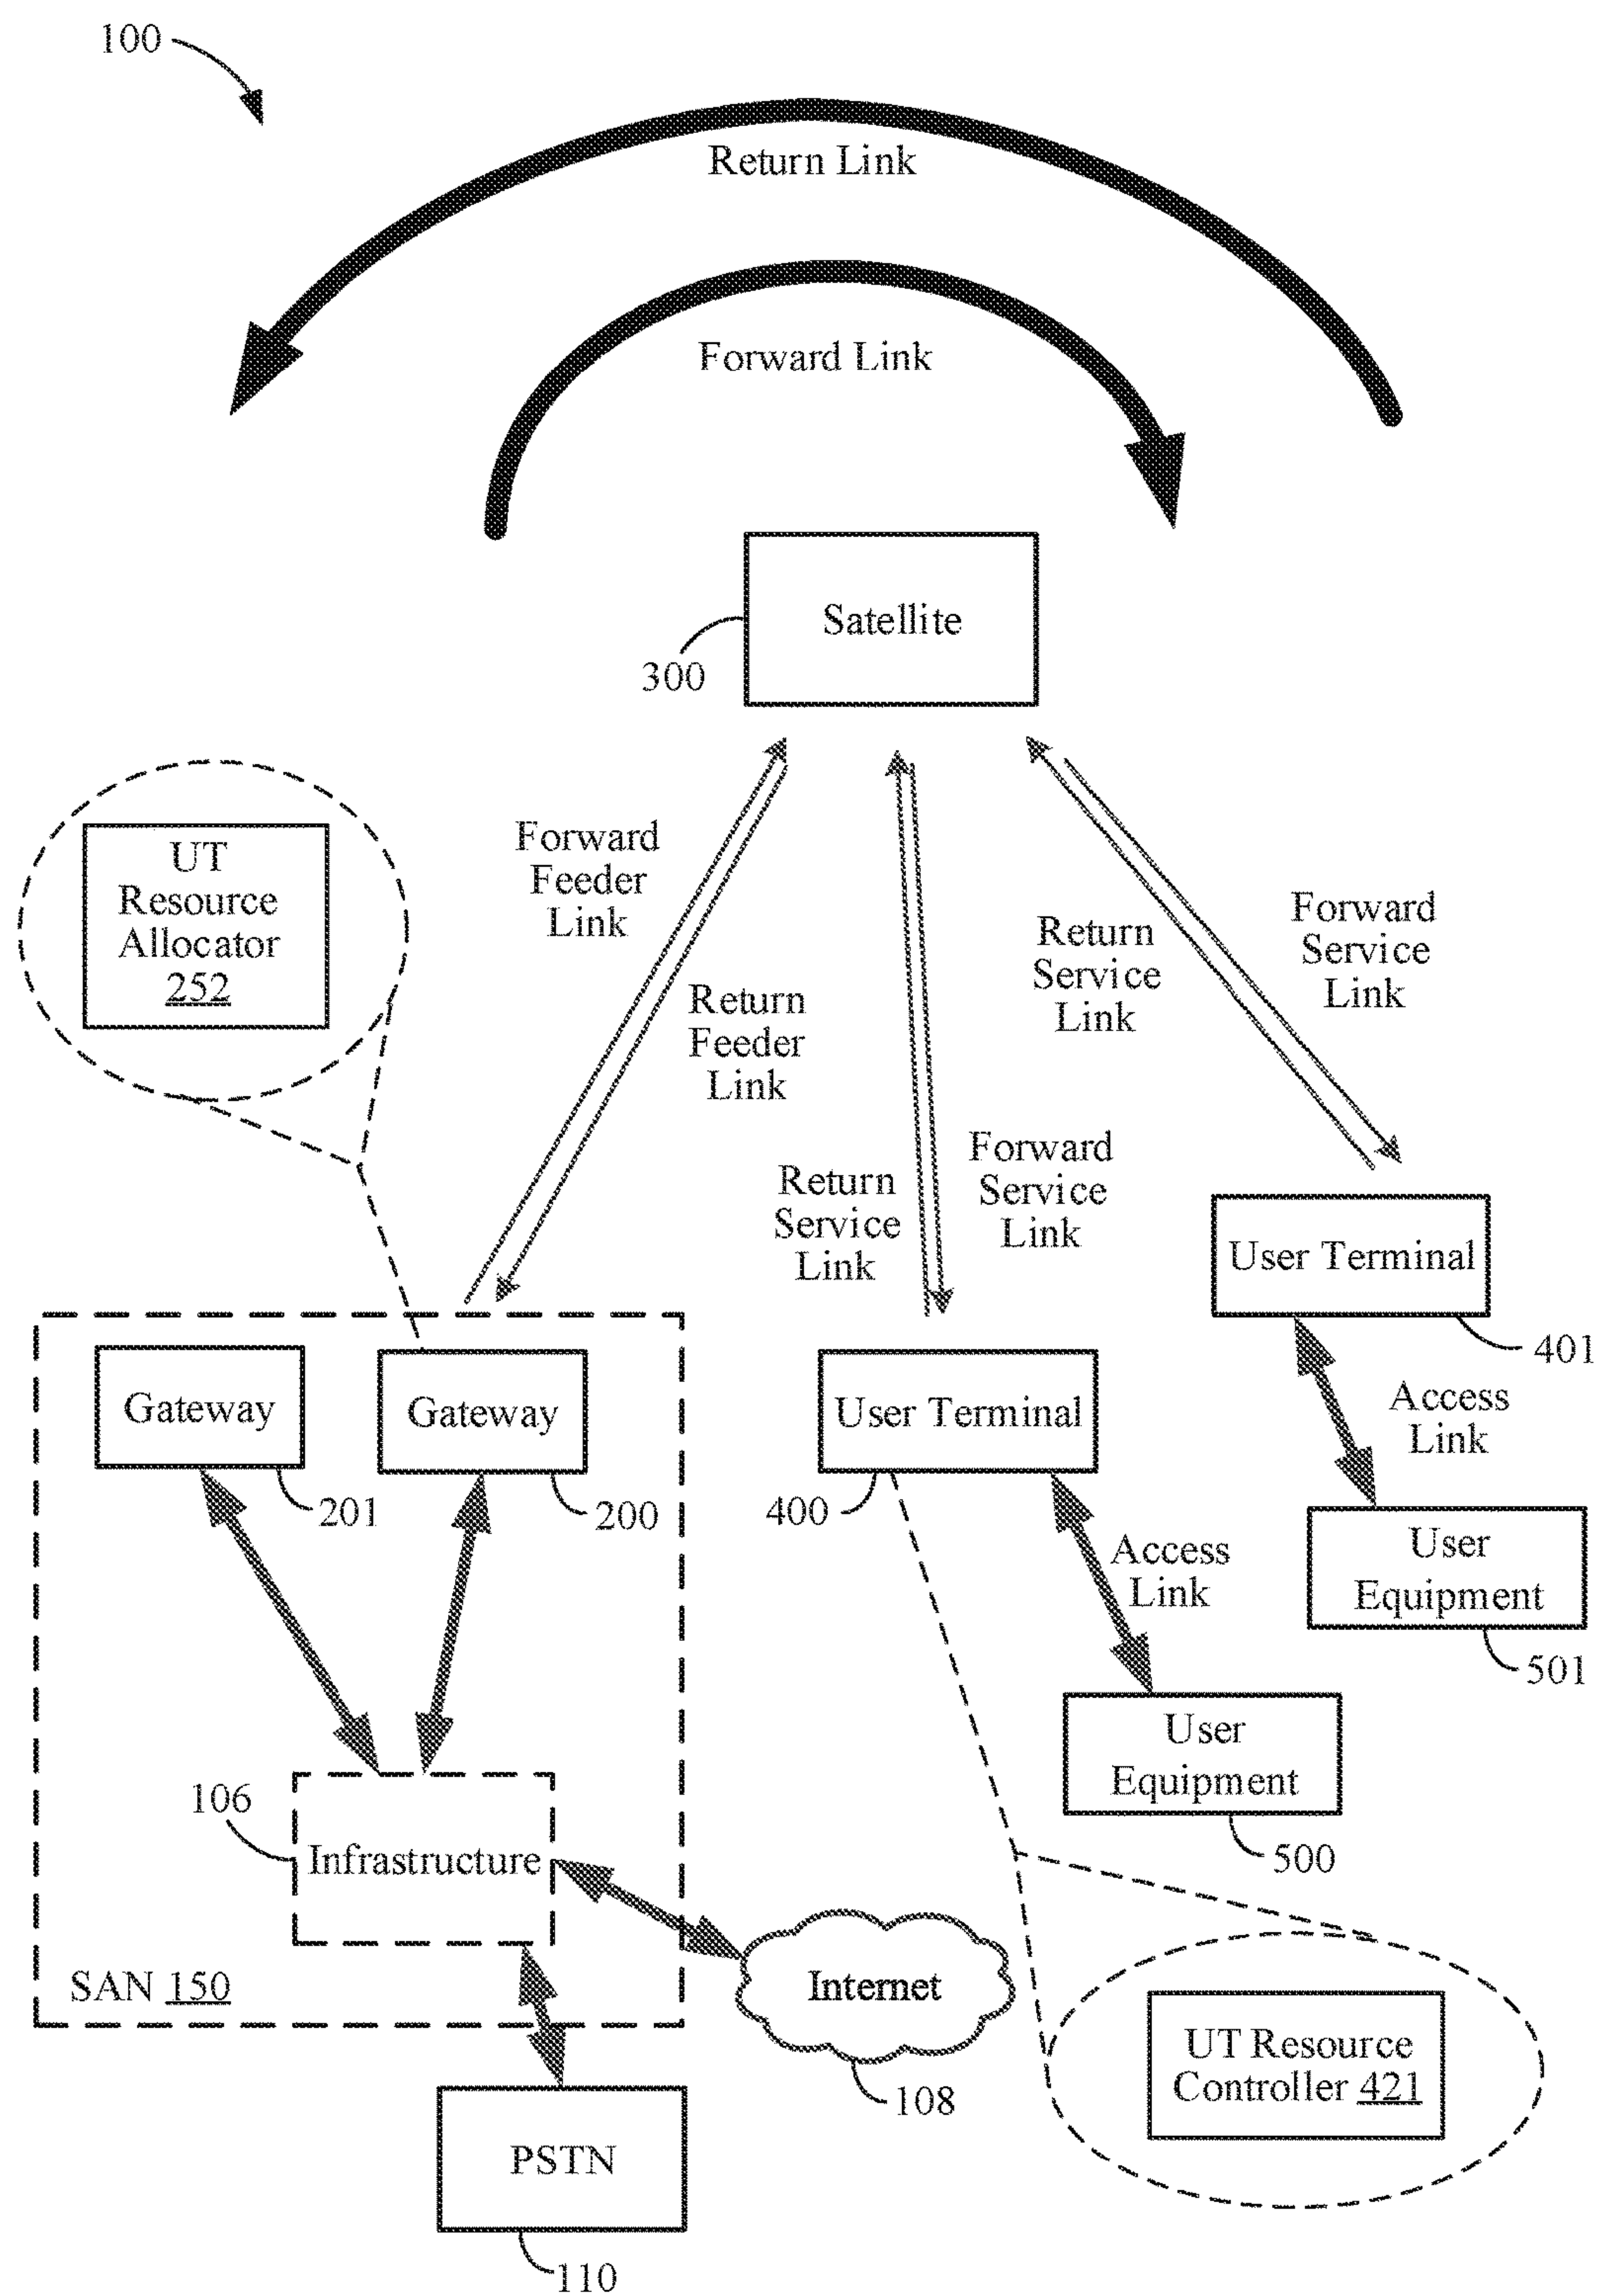 100
Return Link
Forward Link
Satellite
300
UT
Resource
Allocator
252
Forward
Feeder
Link
Return
Feeder
Link
Return
Service
Link
Forward
Service
Link
Return
Service
Link
Forward
Service
Link
User Terminal
401
Access
Link
User
Equipment
501
Gateway
201
Gateway
200
User Terminal
400
Access
Link
User
Equipment
500
106
Infrastructure
SAN 150
Internet
108
UT Resource
Controller 421
PSTN
110